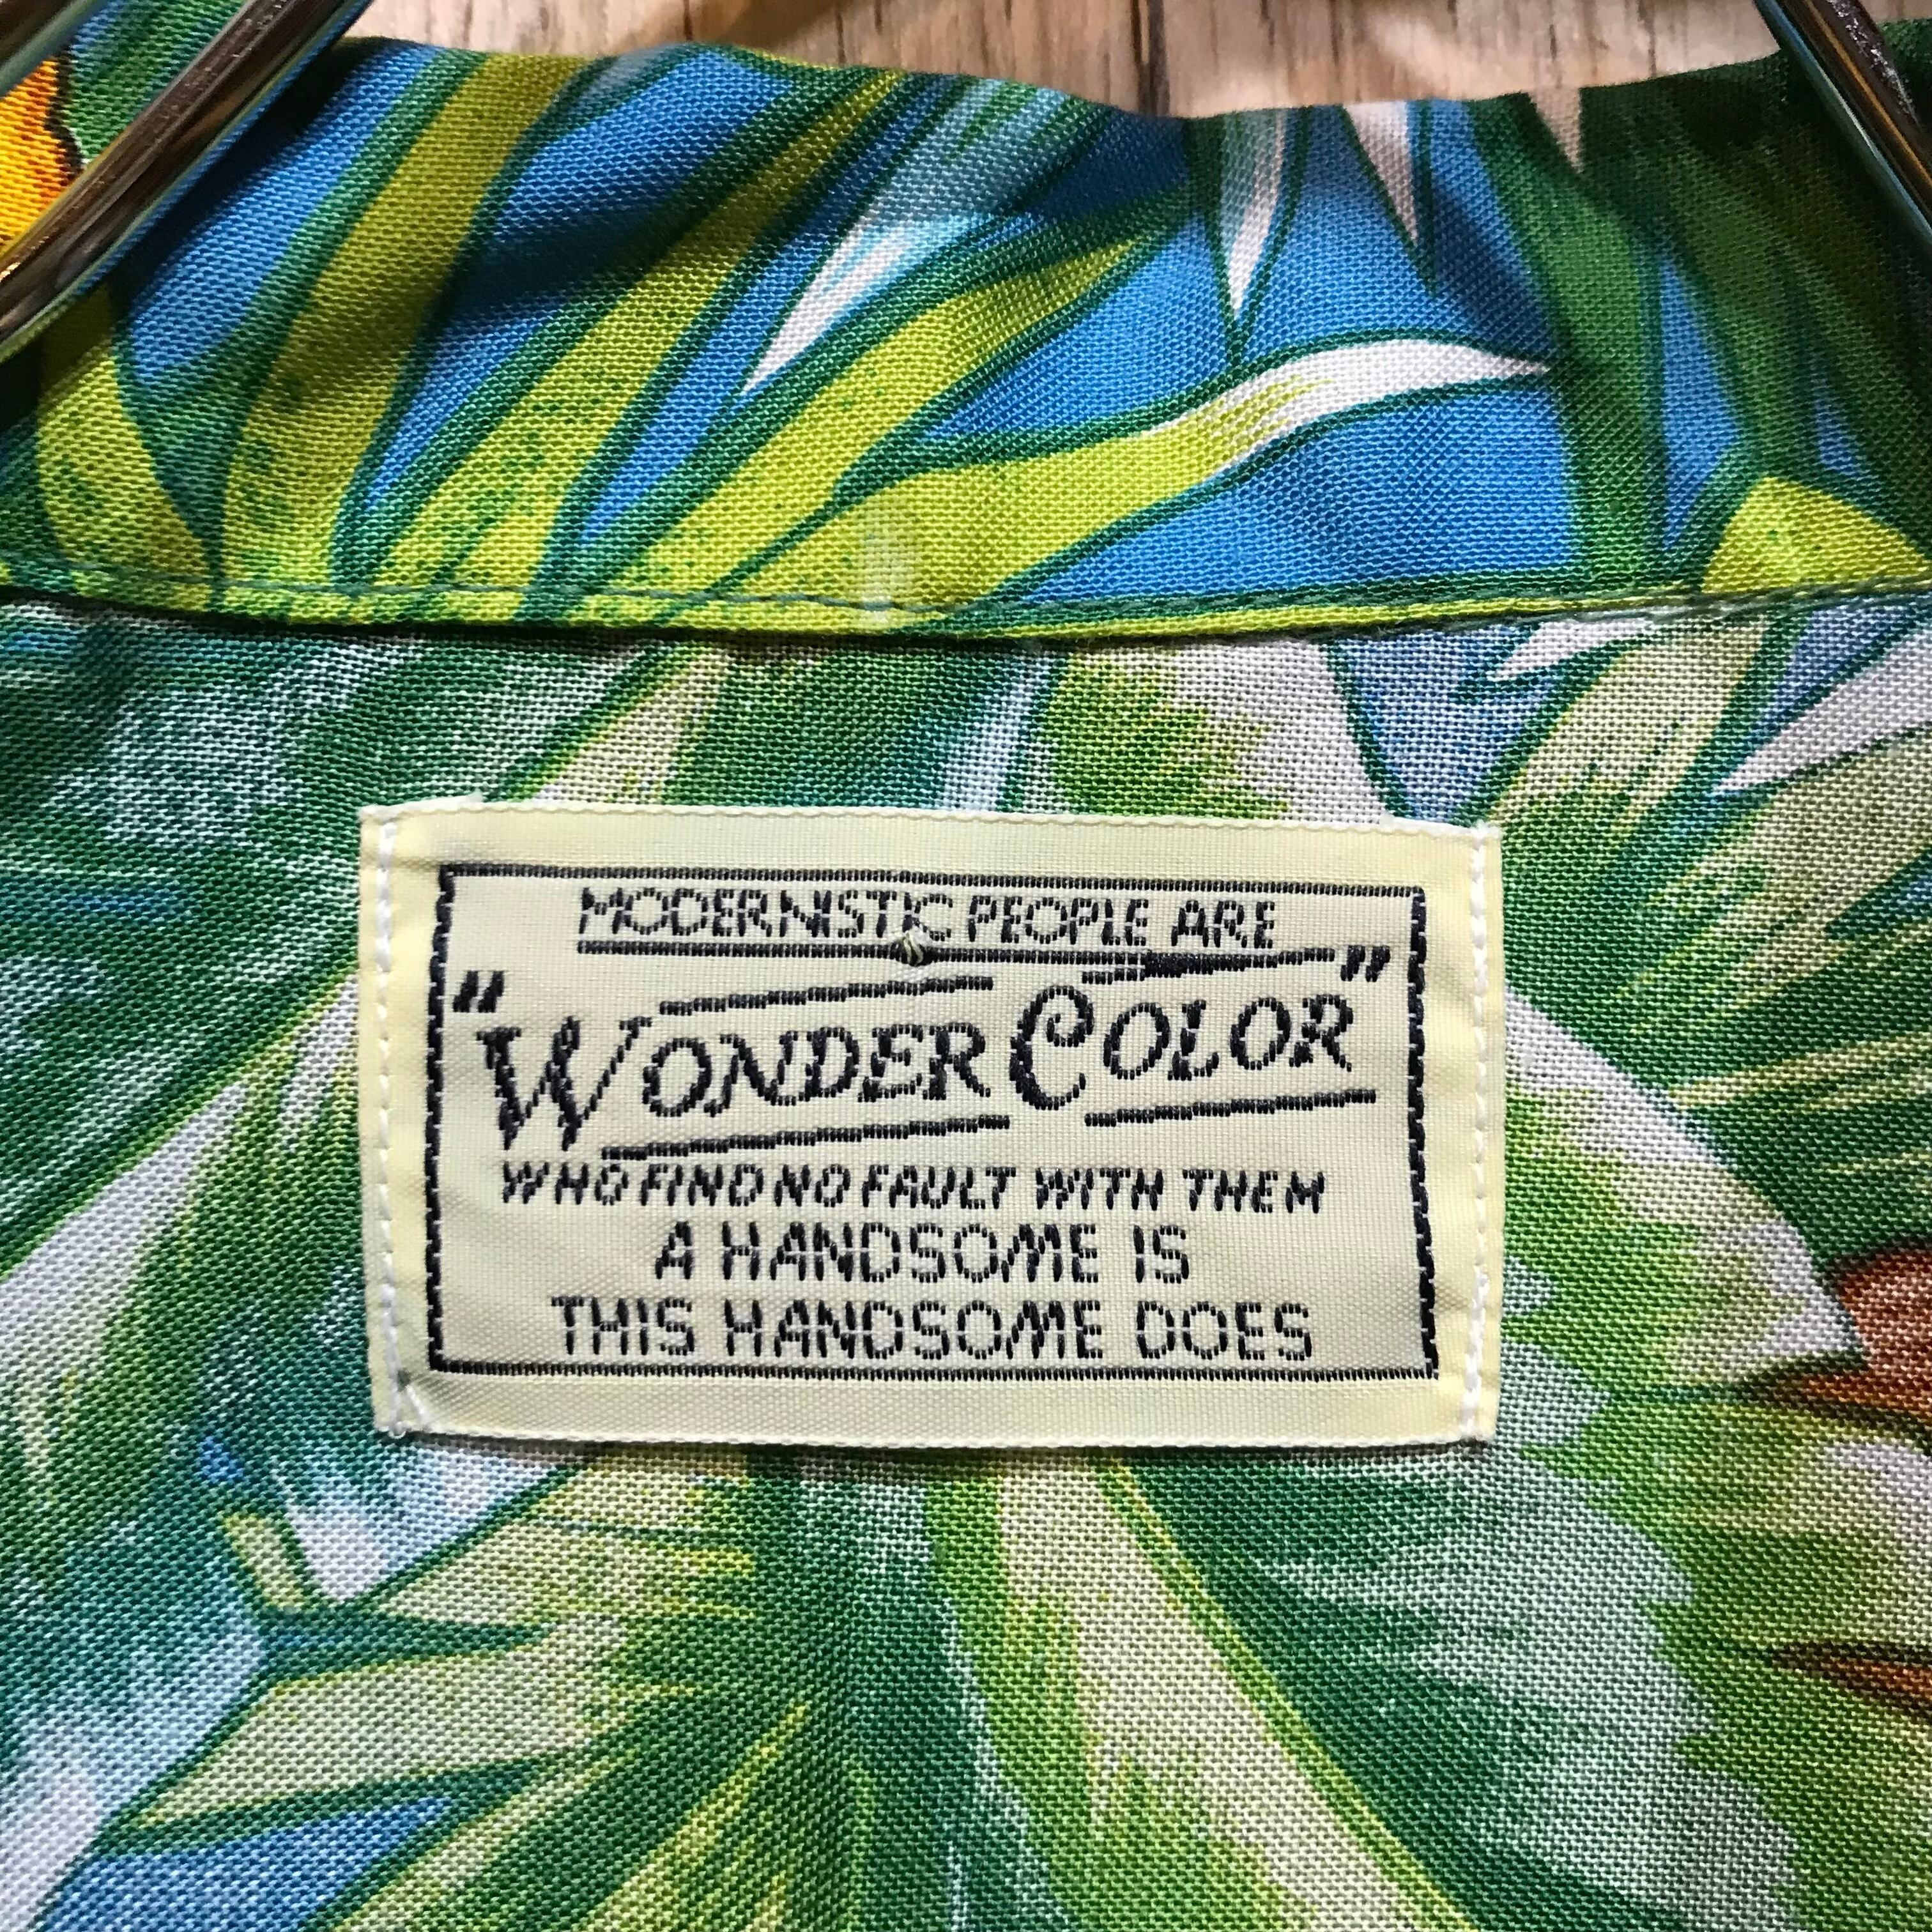 MODERNISTIC PEOPLE ARE
"WONDER COLOR"
WHO FIND NO FAULT WITH THEM
A HANDSOME IS
THIS HANDSOME DOES